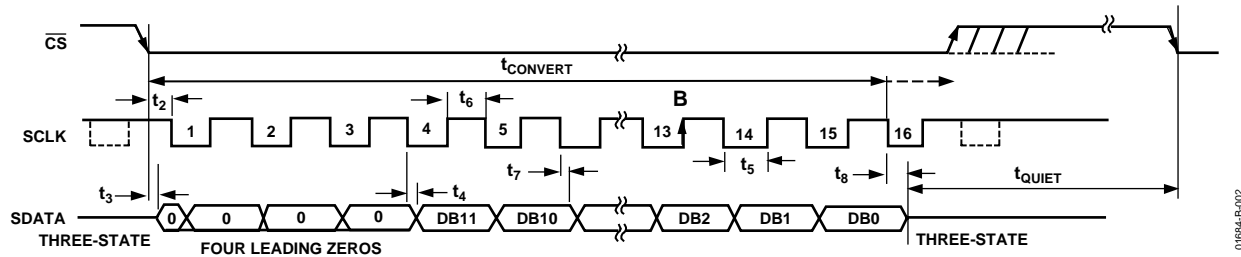 CS
tCONVERT
t2
t6
B
SCLK
1 2 3 4 5 13 14 15 16
t7
t5
t8
tQUIET
t3
t4
SDATA
0 0 0 0 DB11 DB10 DB2 DB1 DB0
THREE-STATE
FOUR LEADING ZEROS
THREE-STATE
01684-B-002